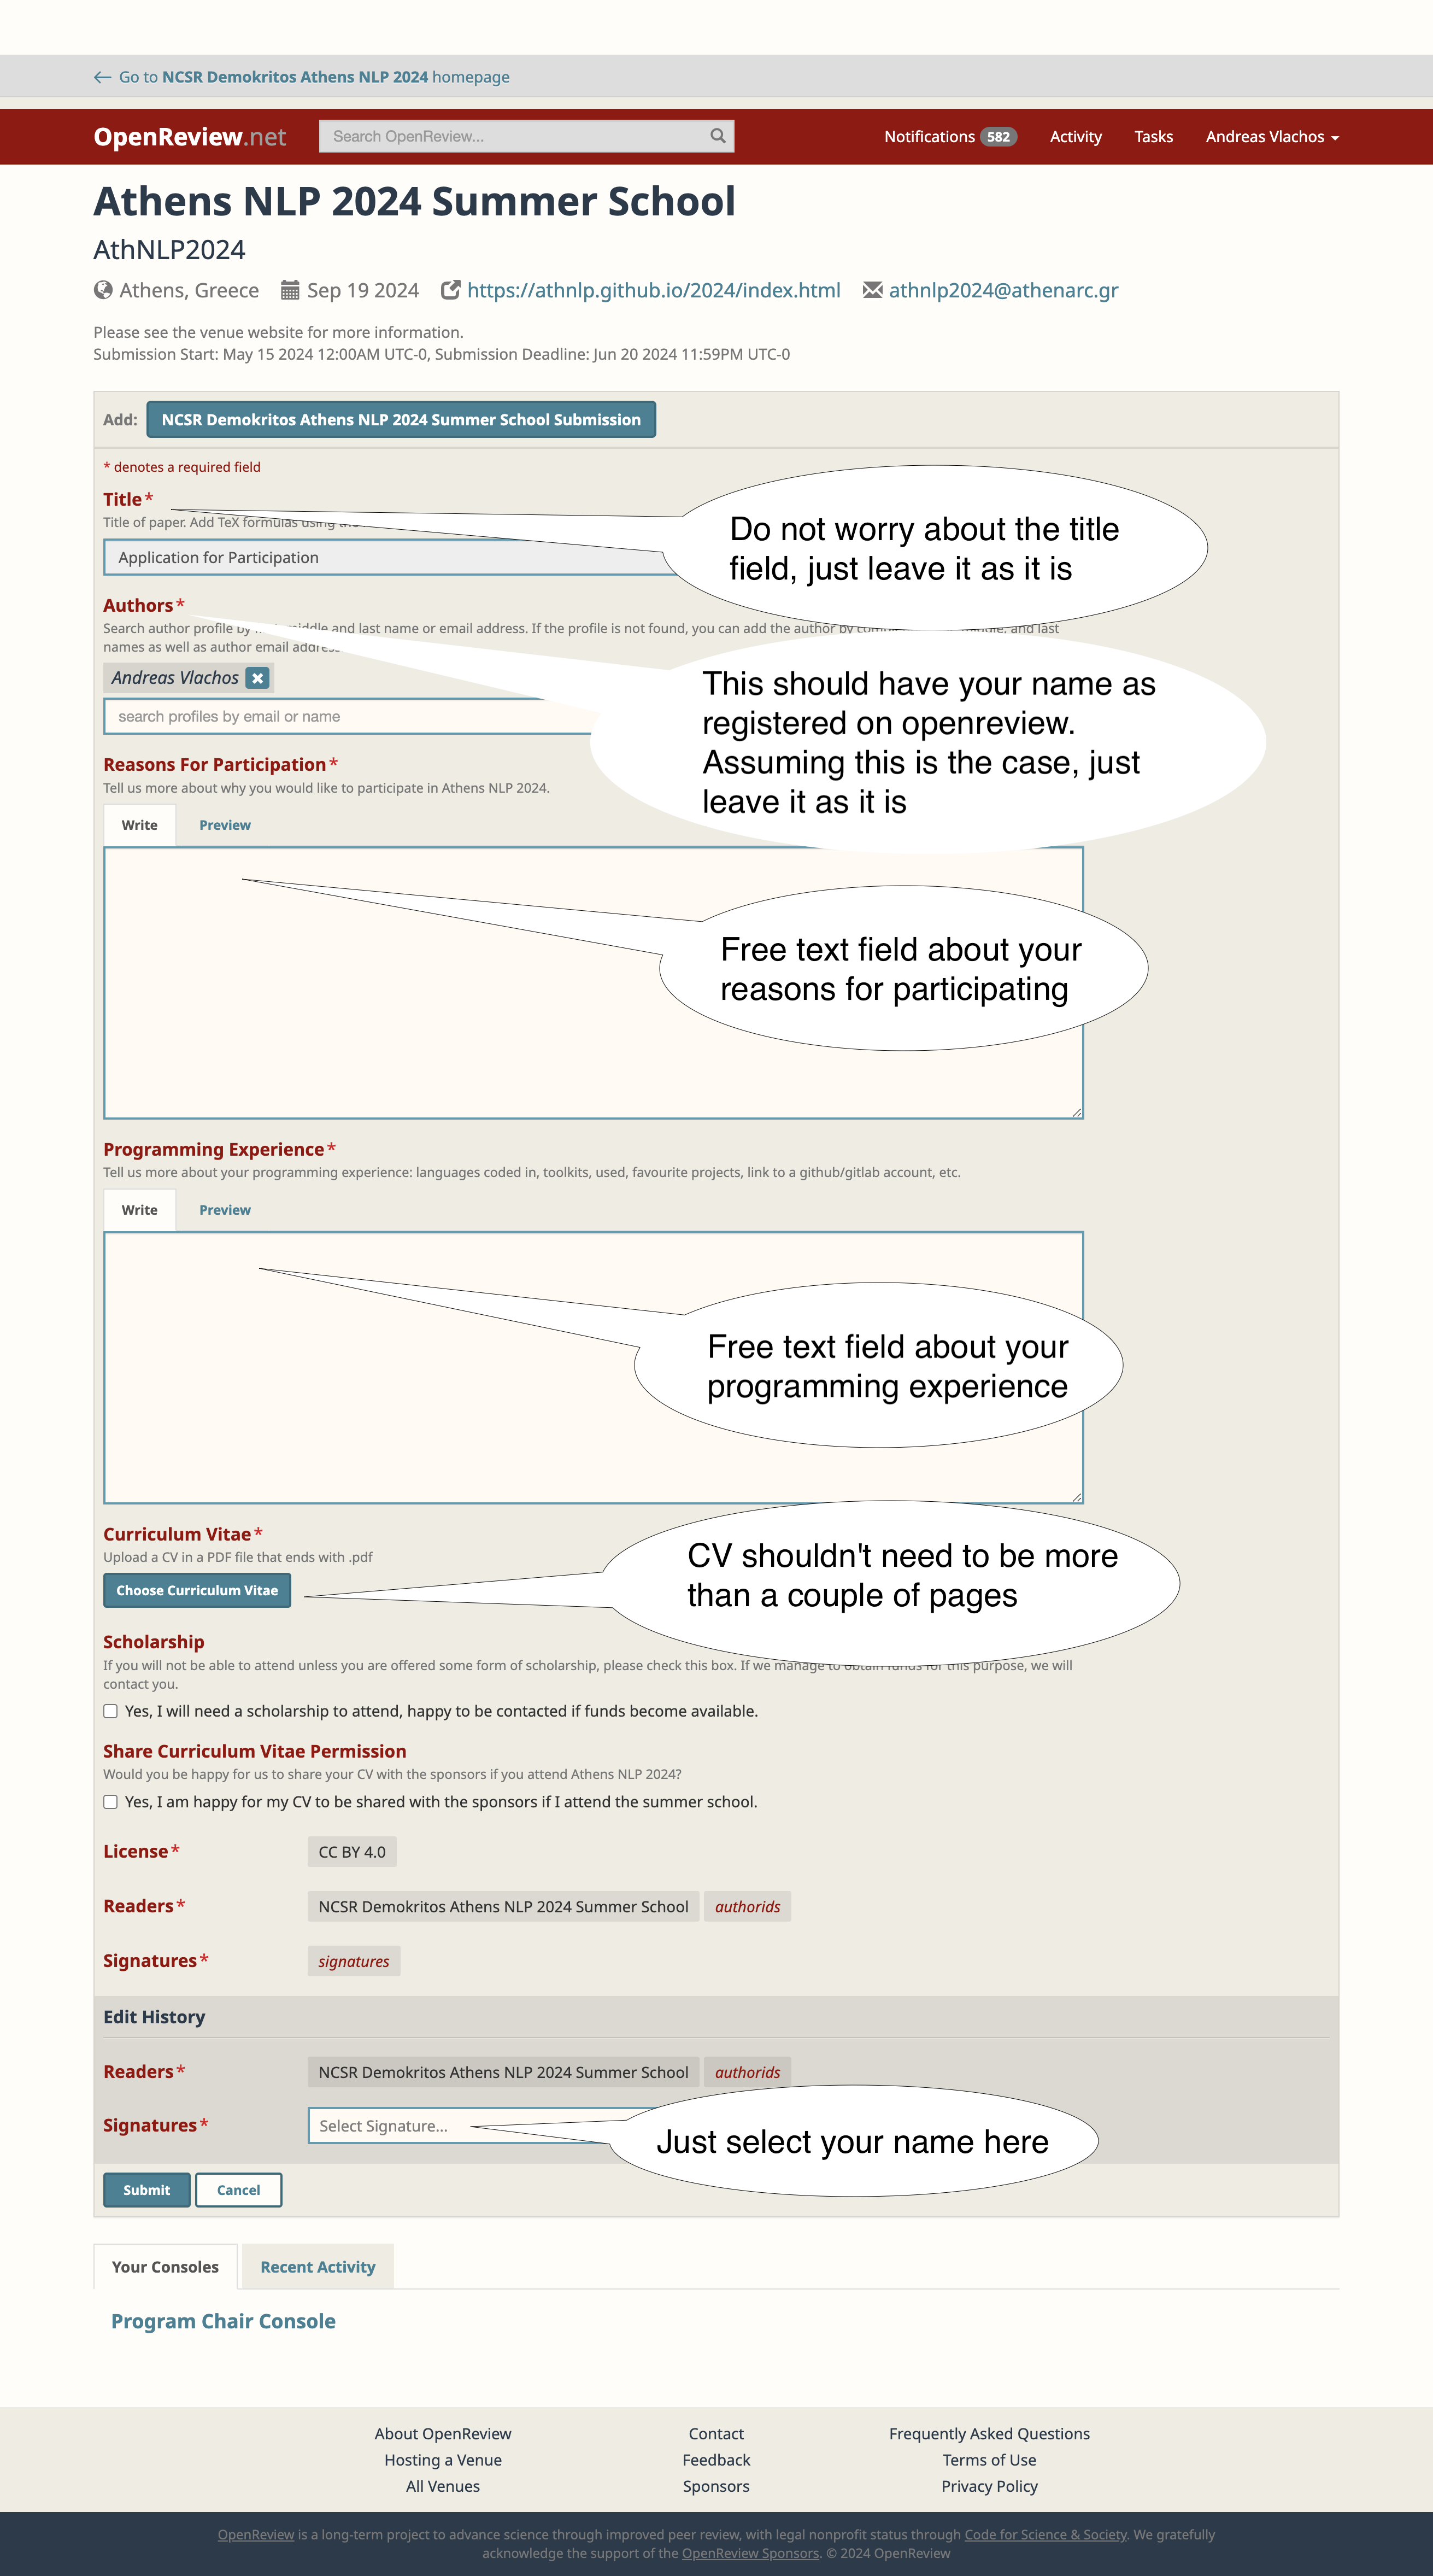 ← Go to NCSR Demokritos Athens NLP 2024 homepage
OpenReview.net
Search OpenReview...
Notifications 582
Activity
Tasks
Andreas Vlachos
Athens NLP 2024 Summer School
AthNLP2024
Athens, Greece
Sep 19 2024
https://athnlp.github.io/2024/index.html
athnlp2024@athenarc.gr
Please see the venue website for more information.
Submission Start: May 15 2024 12:00AM UTC-0, Submission Deadline: Jun 20 2024 11:59PM UTC-0
Add:
NCSR Demokritos Athens NLP 2024 Summer School Submission
* denotes a required field
Title*
Title of paper. Add TeX formulas using the
Application for Participation
Do not worry about the title
field, just leave it as it is
Authors*
Search author profile by middle and last name or email address. If the profile is not found, you can add the author by middle, and last
names as well as author email address
Andreas Vlachos
search profiles by email or name
This should have your name as
registered on openreview.
Assuming this is the case, just
leave it as it is
Reasons For Participation*
Tell us more about why you would like to participate in Athens NLP 2024.
Write
Preview
Free text field about your
reasons for participating
Programming Experience*
Tell us more about your programming experience: languages coded in, toolkits, used, favourite projects, link to a github/gitlab account, etc.
Write
Preview
Free text field about your
programming experience
Curriculum Vitae*
Upload a CV in a PDF file that ends with .pdf
Choose Curriculum Vitae
CV shouldn't need to be more
than a couple of pages
Scholarship
If you will not be able to attend unless you are offered some form of scholarship, please check this box. If we manage to obtain funds for this purpose, we will
contact you.
Yes, I will need a scholarship to attend, happy to be contacted if funds become available.
Share Curriculum Vitae Permission
Would you be happy for us to share your CV with the sponsors if you attend Athens NLP 2024?
Yes, I am happy for my CV to be shared with the sponsors if I attend the summer school.
License*
CC BY 4.0
Readers*
NCSR Demokritos Athens NLP 2024 Summer School
authorids
Signatures*
signatures
Edit History
Readers*
NCSR Demokritos Athens NLP 2024 Summer School
authorids
Signatures*
Select Signature...
Just select your name here
Submit
Cancel
Your Consoles
Recent Activity
Program Chair Console
About OpenReview
Hosting a Venue
All Venues
Contact
Feedback
Sponsors
Frequently Asked Questions
Terms of Use
Privacy Policy
OpenReview is a long-term project to advance science through improved peer review, with legal nonprofit status through Code for Science & Society. We gratefully
acknowledge the support of the OpenReview Sponsors. © 2024 OpenReview